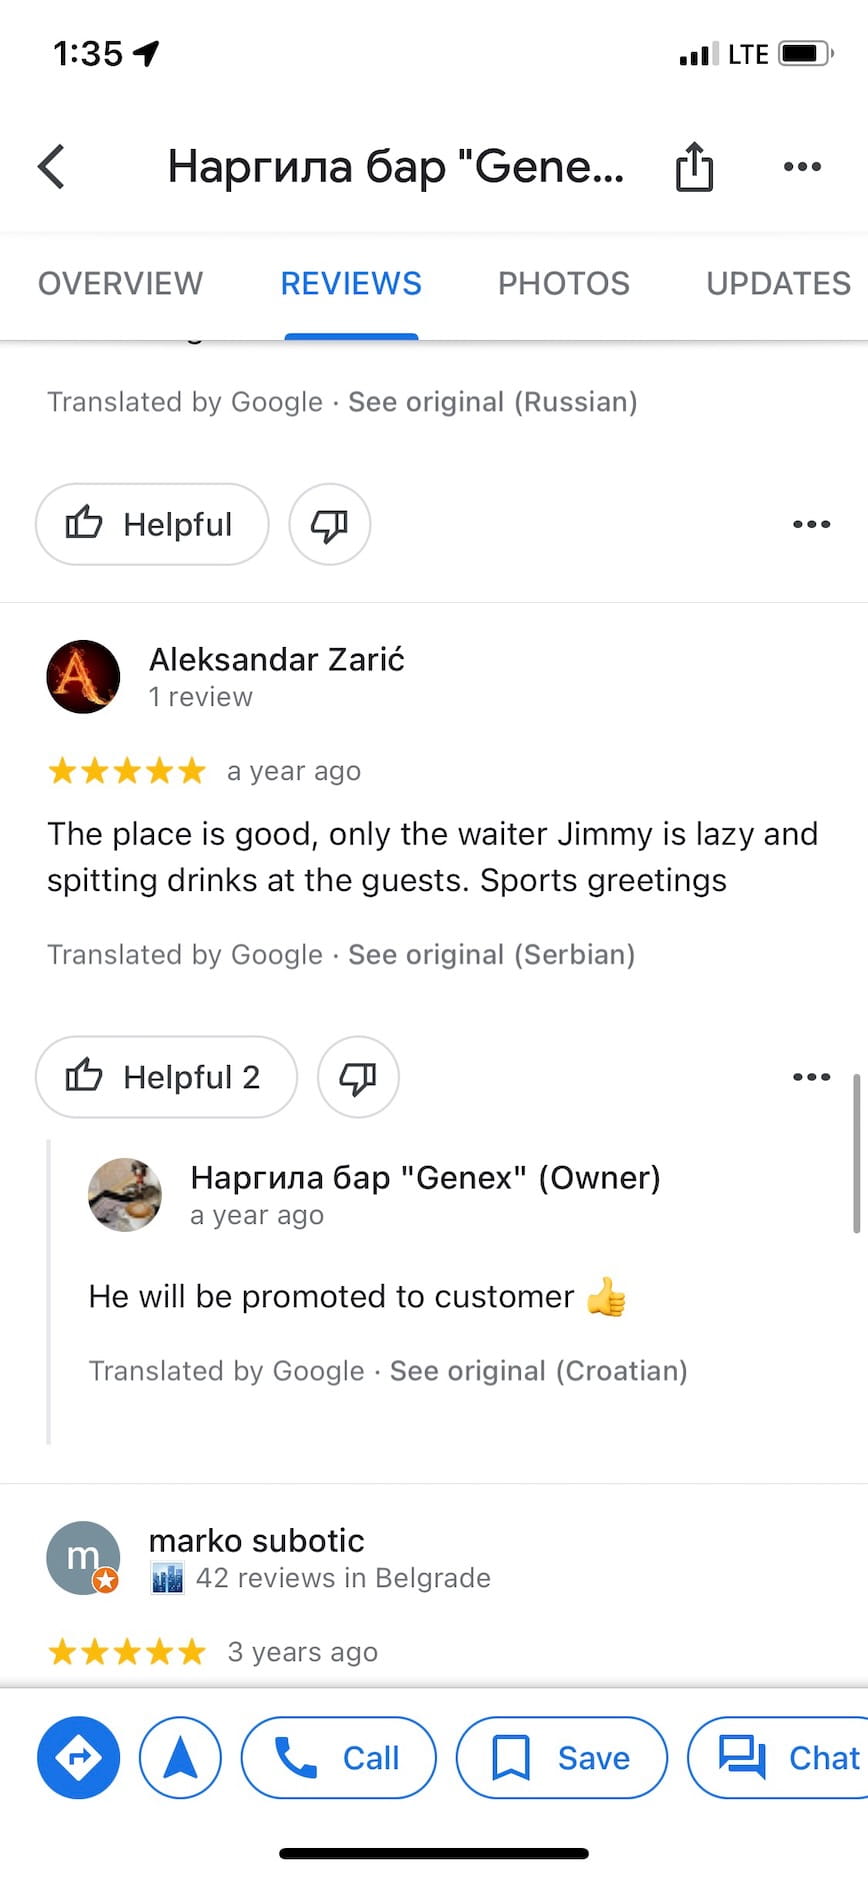 1:35
LTE
Наргила бар "Gene...
OVERVIEW
REVIEWS
PHOTOS
UPDATES
Translated by Google · See original (Russian)
Helpful
Aleksandar Zarić
1 review
a year ago
The place is good, only the waiter Jimmy is lazy and
spitting drinks at the guests. Sports greetings
Translated by Google · See original (Serbian)
Helpful 2
Наргила бар "Genex" (Owner)
a year ago
He will be promoted to customer 👍
Translated by Google · See original (Croatian)
m
marko subotic
42 reviews in Belgrade
3 years ago
Call
Save
Chat